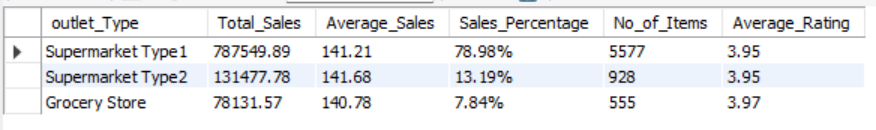 outlet_Type Total_Sales Average_Sales Sales_Percentage No_of_Items Average_Rating
Supermarket Type1 787549.89 141.21 78.98% 5577 3.95
Supermarket Type2 131477.78 141.68 13.19% 928 3.95
Grocery Store 78131.57 140.78 7.84% 555 3.97